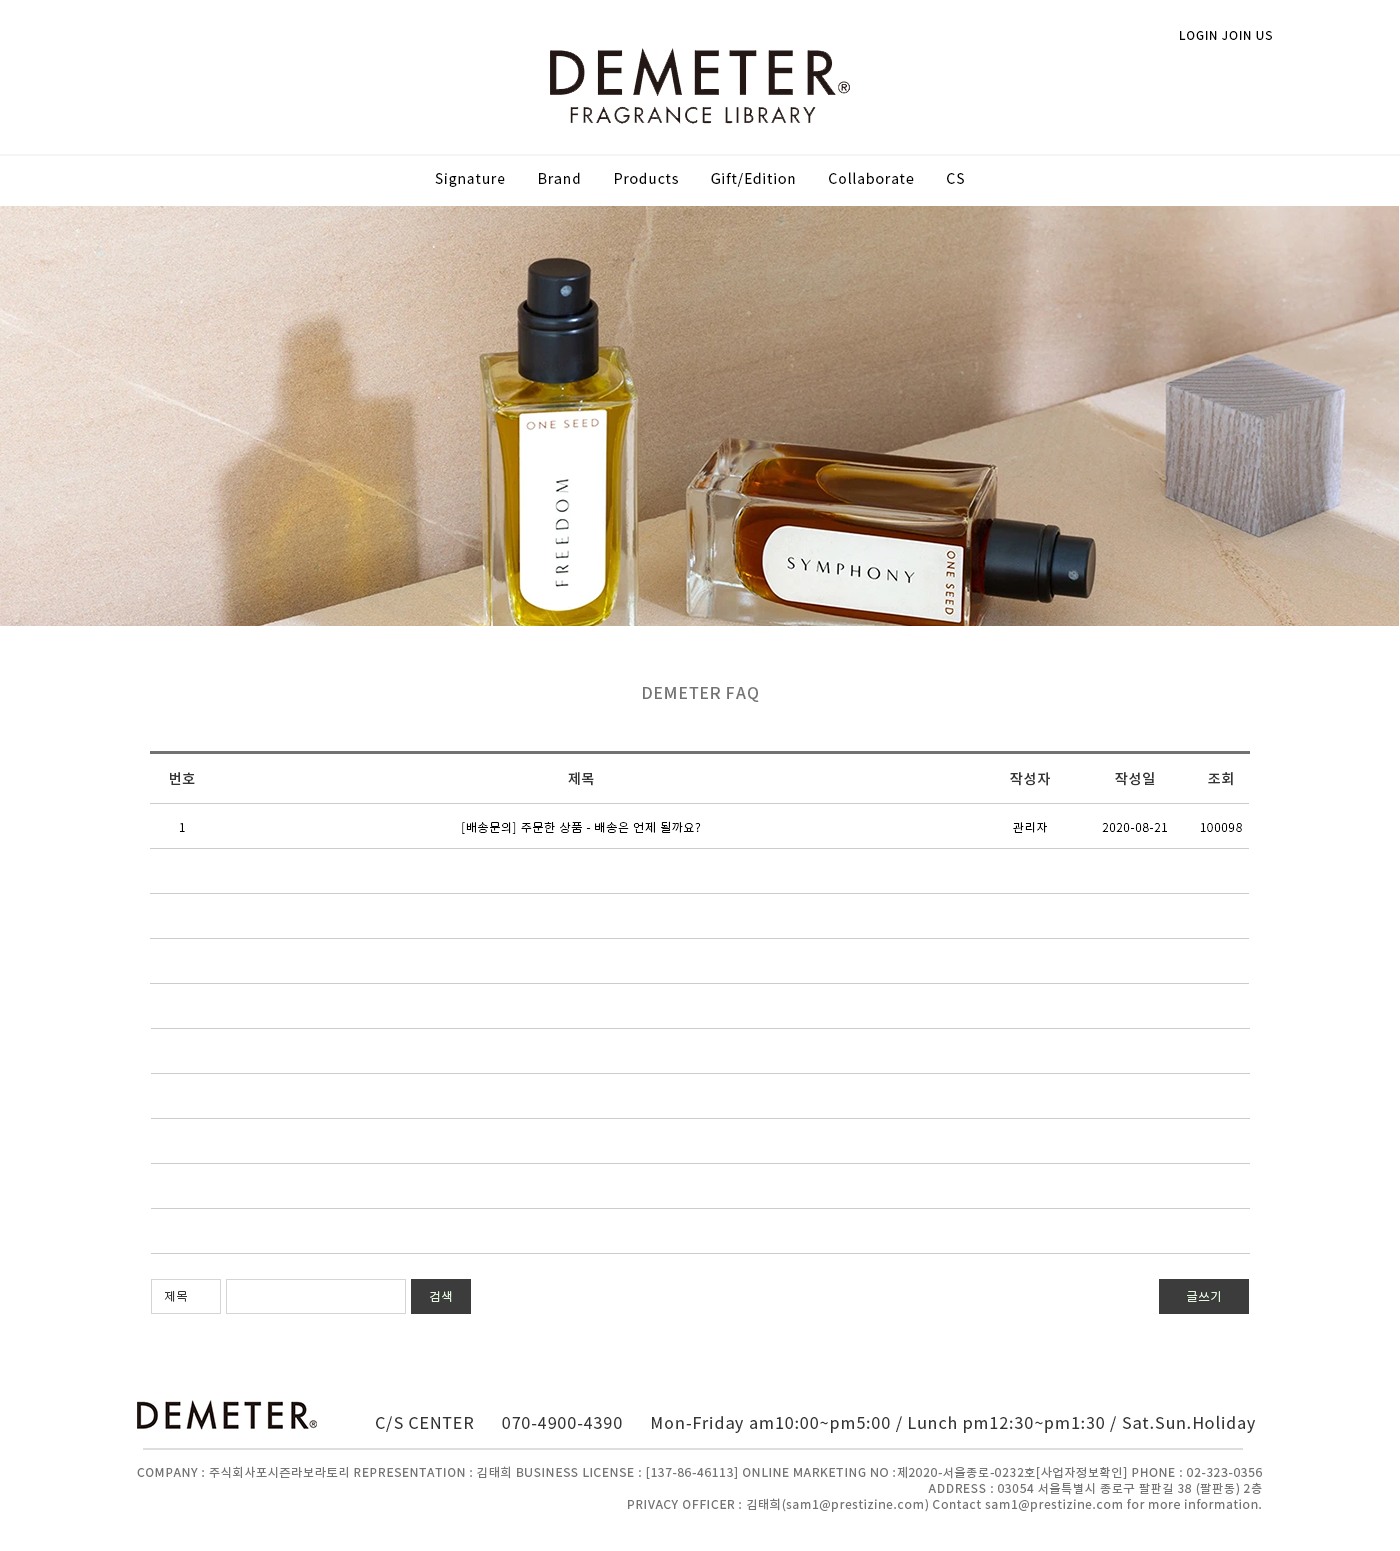 LOGIN JOIN US
DEMETER®
FRAGRANCE LIBRARY
Signature Brand Products Gift/Edition Collaborate CS
ONE SEED
FREEDOM
SYMPHONY
ONE SEED
DEMETER FAQ
번호 제목 작성자 작성일 조회
1 [배송문의] 주문한 상품 - 배송은 언제 될까요? 관리자 2020-08-21 100098
제목 검색 글쓰기
DEMETER® C/S CENTER 070-4900-4390 Mon-Friday am10:00~pm5:00 / Lunch pm12:30~pm1:30 / Sat.Sun.Holiday
COMPANY : 주식회사포시즌라보라토리 REPRESENTATION : 김태희 BUSINESS LICENSE : [137-86-46113] ONLINE MARKETING NO :제2020-서울종로-0232호[사업자정보확인] PHONE : 02-323-0356
ADDRESS : 03054 서울특별시 종로구 팔판길 38 (팔판동) 2층
PRIVACY OFFICER : 김태희(sam1@prestizine.com) Contact sam1@prestizine.com for more information.